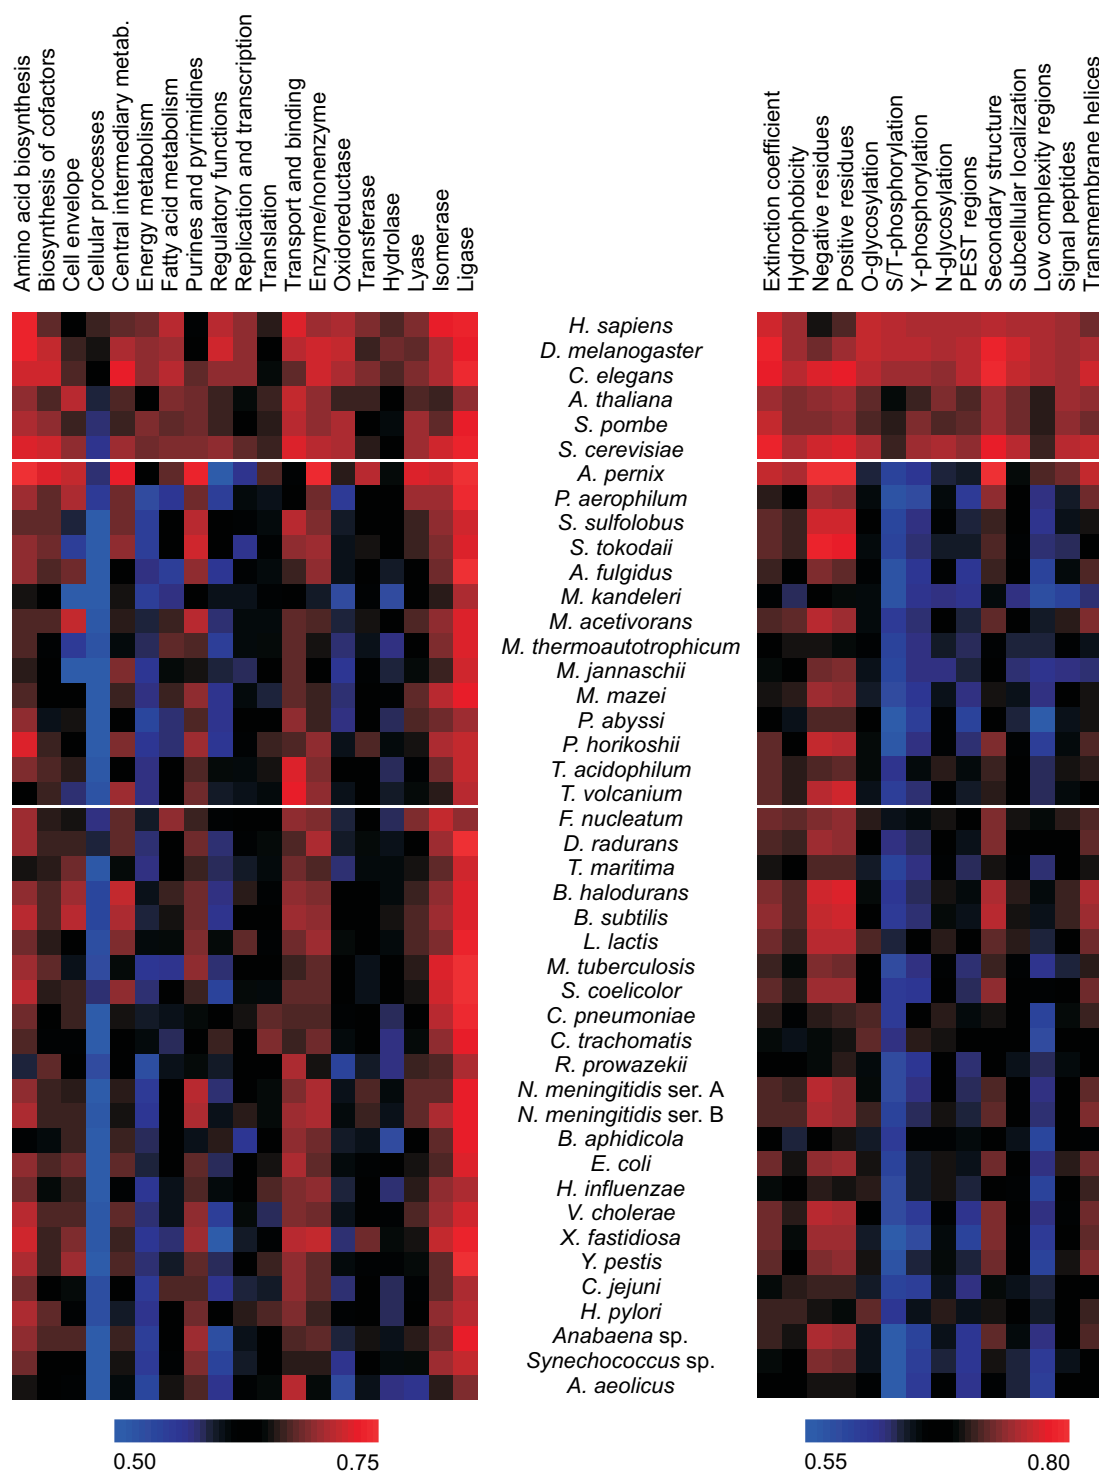 Amino acid biosynthesis
Biosynthesis of cofactors
Cell envelope
Cellular processes
Central intermediary metab.
Energy metabolism
Fatty acid metabolism
Purines and pyrimidines
Regulatory functions
Replication and transcription
Translation
Transport and binding
Enzyme/nonenzyme
Oxidoreductase
Transferase
Hydrolase
Lyase
Isomerase
Ligase
Extinction coefficient
Hydrophobicity
Negative residues
Positive residues
O-glycosylation
S/T-phosphorylation
Y-phosphorylation
N-glycosylation
PEST regions
Secondary structure
Subcellular localization
Low complexity regions
Signal peptides
Transmembrane helices
H. sapiens
D. melanogaster
C. elegans
A. thaliana
S. pombe
S. cerevisiae
A. pernix
P. aerophilum
S. sulfolobus
S. tokodaii
A. fulgidus
M. kandeleri
M. acetivorans
M. thermoautotrophicum
M. jannaschii
M. mazei
P. abyssi
P. horikoshii
T. acidophilum
T. volcanium
F. nucleatum
D. radurans
T. maritima
B. halodurans
B. subtilis
L. lactis
M. tuberculosis
S. coelicolor
C. pneumoniae
C. trachomatis
R. prowazekii
N. meningitidis ser. A
N. meningitidis ser. B
B. aphidicola
E. coli
H. influenzae
V. cholerae
X. fastidiosa
Y. pestis
C. jejuni
H. pylori
Anabaena sp.
Synechococcus sp.
A. aeolicus
0.50 0.75
0.55 0.80